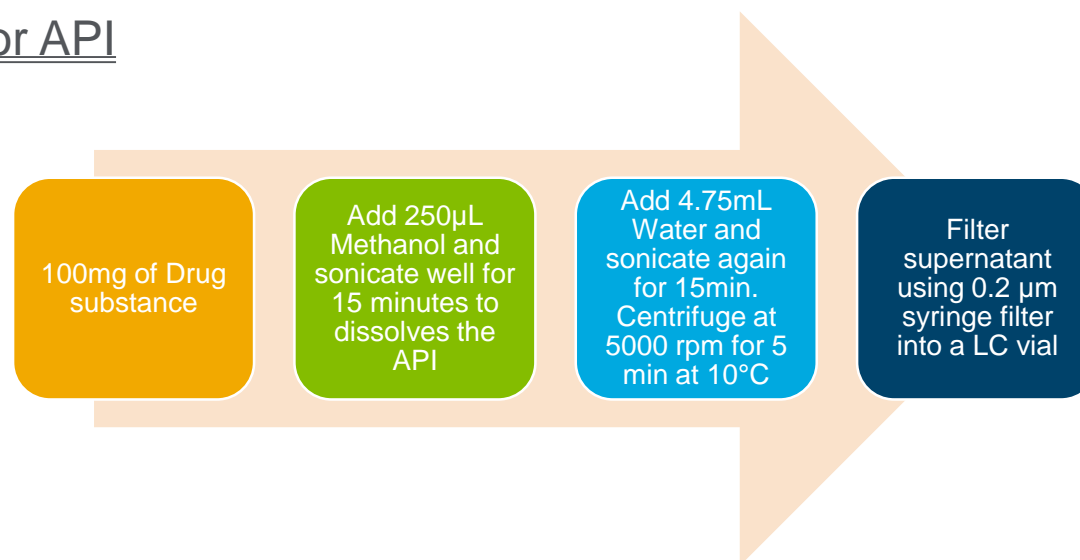 or API
100mg of Drug
substance
Add 250µL
Methanol and
sonicate well for
15 minutes to
dissolves the
API
Add 4.75mL
Water and
sonicate again
for 15min.
Centrifuge at
5000 rpm for 5
min at 10°C
Filter
supernatant
using 0.2 µm
syringe filter
into a LC vial